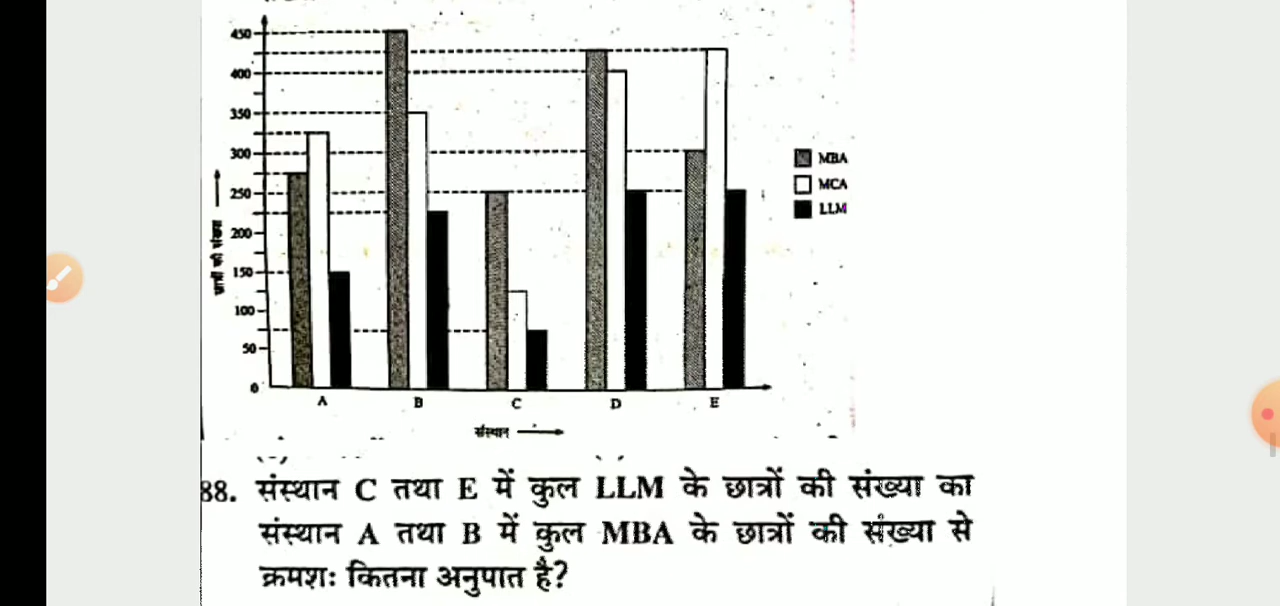 450
400
350
300
250
200
150
100
50
0
छात्रों की संख्या
A B C D E
संस्थान
MBA
MCA
LLM
88. संस्थान C तथा E में कुल LLM के छात्रों की संख्या का
संस्थान A तथा B में कुल MBA के छात्रों की संख्या से
क्रमशः कितना अनुपात है?